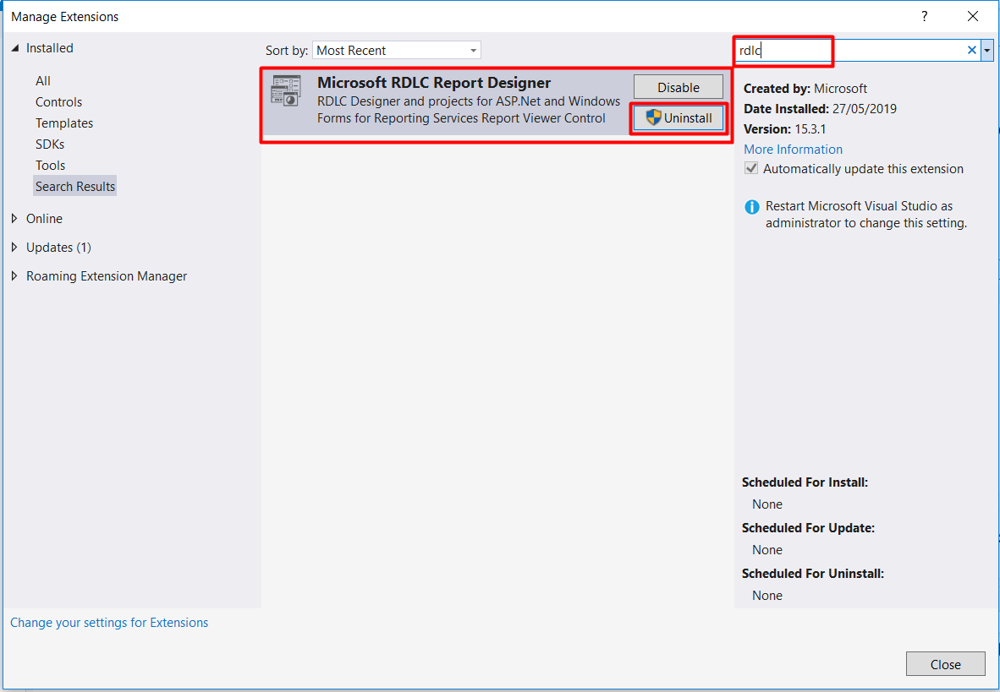 Manage Extensions
?
Installed
All
Controls
Templates
SDKs
Tools
Search Results
Online
Updates (1)
Roaming Extension Manager
Change your settings for Extensions
Sort by: Most Recent
Microsoft RDLC Report Designer
RDLC Designer and projects for ASP.Net and Windows
Forms for Reporting Services Report Viewer Control
Disable
Uninstall
rdlc
Created by: Microsoft
Date Installed: 27/05/2019
Version: 15.3.1
More Information
Automatically update this extension
Restart Microsoft Visual Studio as
administrator to change this setting.
Scheduled For Install:
None
Scheduled For Update:
None
Scheduled For Uninstall:
None
Close